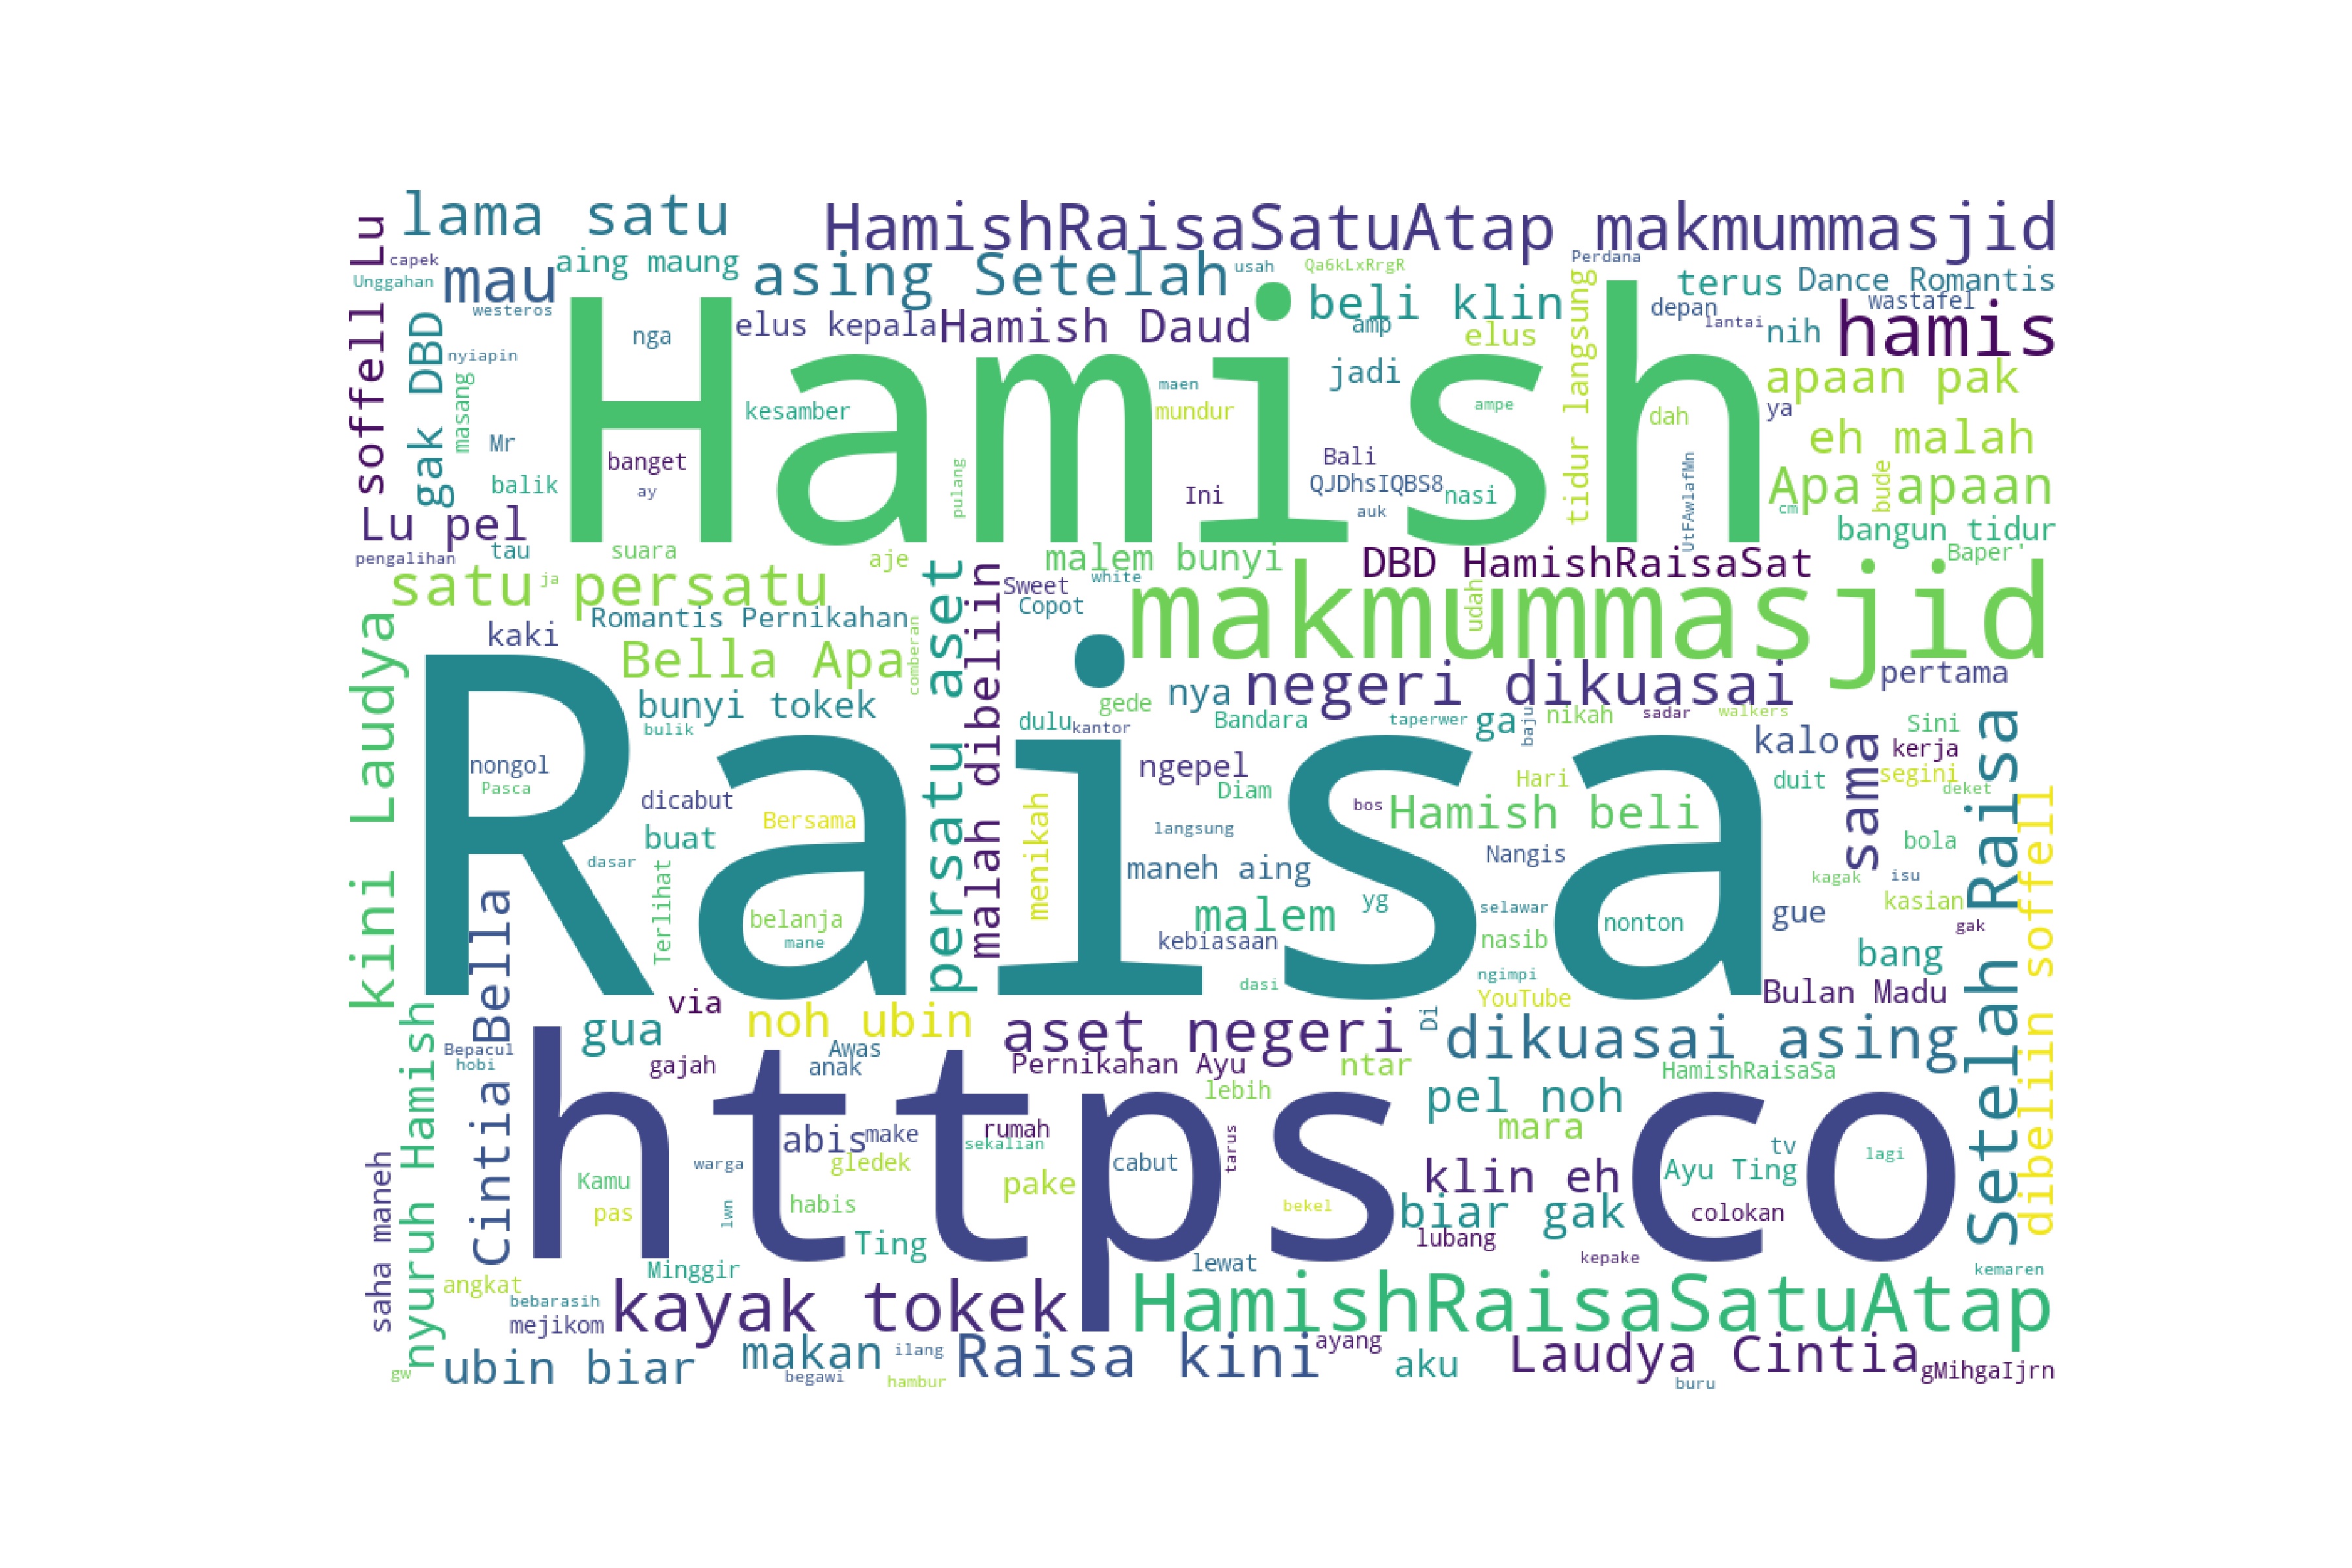 lama satu
HamishRaisaSatuAtap
makmummasjid
soffell Lu
capek
Unggahan
mau
aing maung
asing Setelah
usah
Qa6kLxRrgR
Perdana
terus
Dance Romantis
westeros
nga
elus kepala
Hamish Daud
beli klin
amp
elus
tidur langsung
depan
wastafel
lantai
nih
hamis
gak DBD
nyiapin
masang
Hamish
kesamber
maen
mundur
jadi
ampe
dah
ya
apaan pak
Mr
banget
Bali
eh malah
balik
ay
pulang
Ini
QJDhsIQBS8
nasi
auk
UtFAwlafMn
Apa
bude
apaan
cm
Lu pel
bangun tidur
pengalihan
tau
suara
aje
malem bunyi
DBD HamishRaisaSat
Baper'
satu persatu
ja
persatu aset
malah dibeliin
Sweet
white
Copot
makmummasjid
udah
kini Laudya
kaki
Romantis Pernikahan
Bella Apa
comberan
negeri dikuasai
pertama
Raisa
bunyi tokek
bulik
nya
gede
dulu
kantor
Bandara
taperwer
ga
baju
nikah
sadar
walkers
Sini
Setelah Raisa
nongol
Pasca
dicabut
ngepel
Diam
Hari
kalo
sama
kerja
duit
segini
deket
dibeliin soffell
buat
Bersama
menikah
langsung
bos
Hamish beli
bola
dasar
Terlihat
maneh aing
Nangis
kagak
isu
Cintia Bella
belanja
mane
malem
yg
selawar
nonton
gue
kasian
gak
kebiasaan
nasib
bang
dasi
ngimpi
YouTube
Bulan Madu
nyuruh Hamish
via
gua
noh ubin
aset negeri
Di
dikuasai asing
Bepacul
hobi
gajah
Awas
anak
Pernikahan Ayu
ntar
HamishRaisaSa
lebih
pel noh
https co
abis
make
rumah
sekalian
mara
tv
lagi
saha maneh
warga
gledek
cabut
tarus
klin eh
Ayu Ting
Kamu
pas
lwn
habis
pake
bekel
biar gak
colokan
lubang
Ting
lewat
kepake
kemaren
angkat
Minggir
bebarasih
mejikom
kayak tokek
HamishRaisaSatuAtap
gw
ubin biar
makan
begawi
ilang
hambur
Raisa kini
ayang
aku
Laudya Cintia
buru
gMihgaIjrn